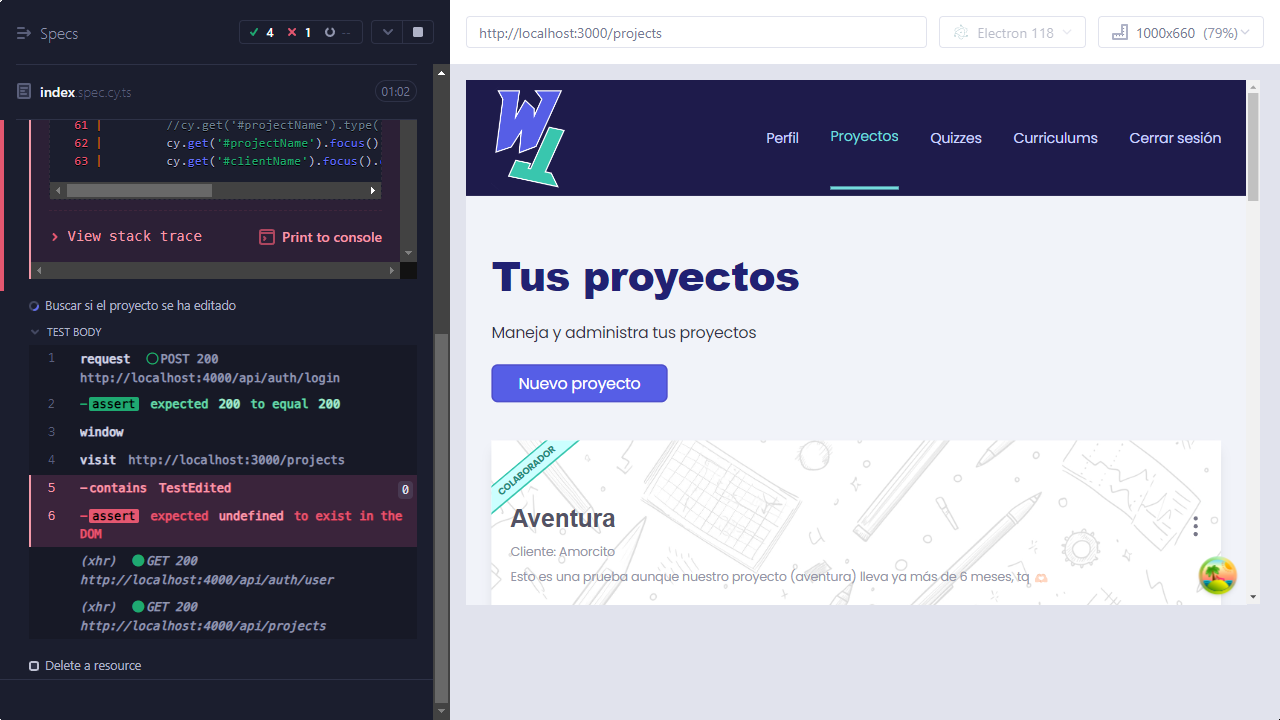 Specs
4 1 --
index.spec.cy.ts 01:02
61 | //cy.get('#projectName').type(
62 | cy.get('#projectName').focus()
63 | cy.get('#clientName').focus().
View stack trace
Print to console
Buscar si el proyecto se ha editado
TEST BODY
1 request POST 200
http://localhost:4000/api/auth/login
2 -assert expected 200 to equal 200
3 window
4 visit http://localhost:3000/projects
5 -contains TestEdited 0
6 -assert expected undefined to exist in the
DOM
(xhr) GET 200
http://localhost:4000/api/auth/user
(xhr) GET 200
http://localhost:4000/api/projects
Delete a resource
http://localhost:3000/projects
Electron 118
1000x660 (79%)
W
T
Perfil
Proyectos
Quizzes
Curriculums
Cerrar sesión
Tus proyectos
Maneja y administra tus proyectos
Nuevo proyecto
COLABORADOR
Aventura
Cliente: Amorcito
Esto es una prueba aunque nuestro proyecto (aventura) lleva ya más de 6 meses, tq 🫶